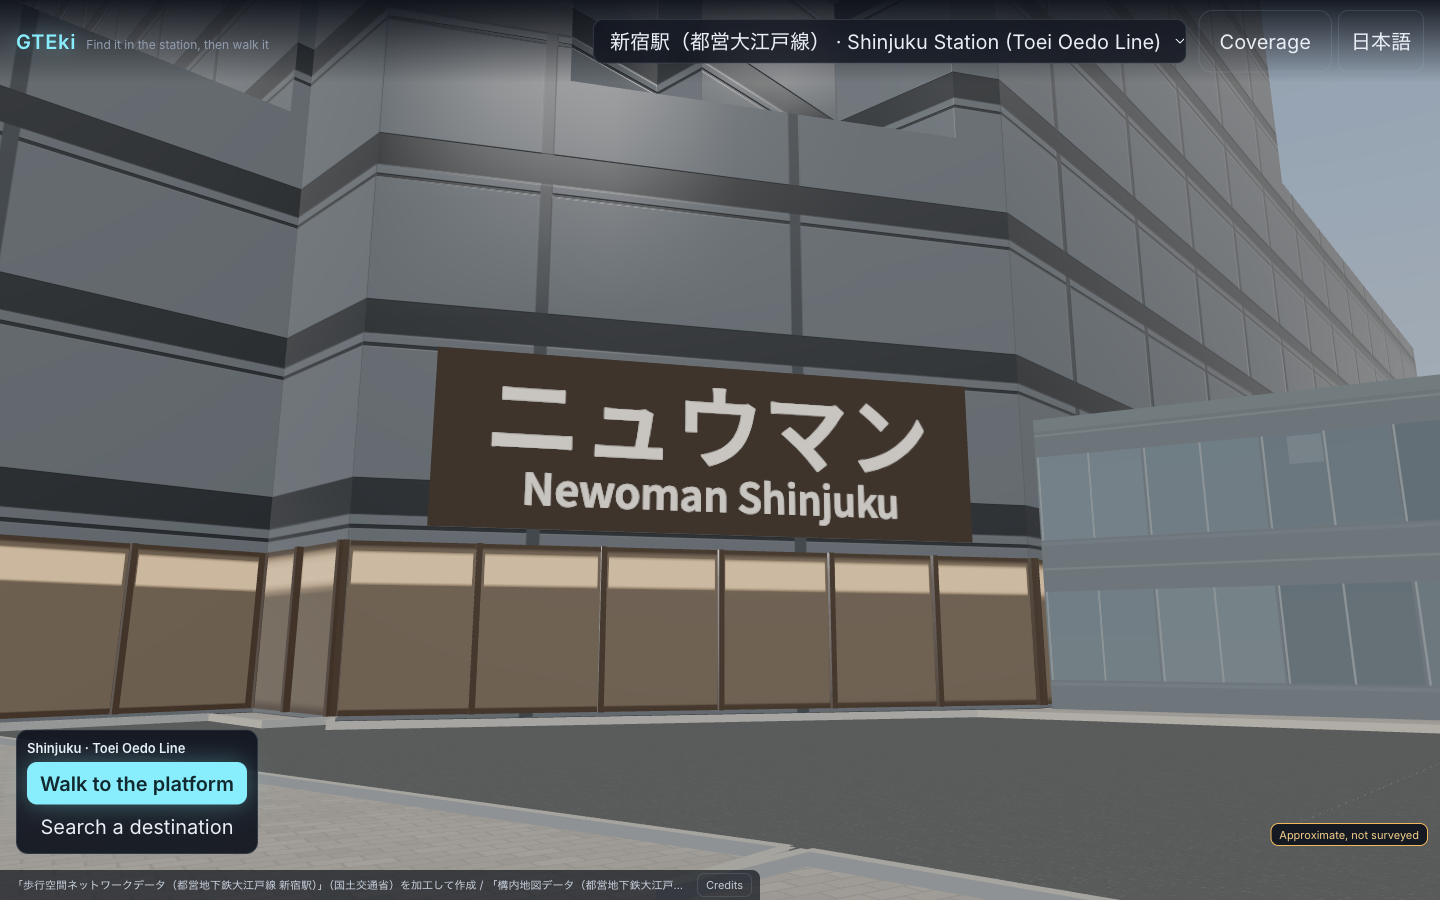 GTEki
Find it in the station, then walk it
新宿駅（都営大江戸線） · Shinjuku Station (Toei Oedo Line)
Coverage
日本語
ニュウマン
Newoman Shinjuku
Shinjuku · Toei Oedo Line
Walk to the platform
Search a destination
Approximate, not surveyed
「歩行空間ネットワークデータ（都営地下鉄大江戸線 新宿駅）」（国土交通省）を加工して作成 / 「構内地図データ（都営地下鉄大江戸...
Credits